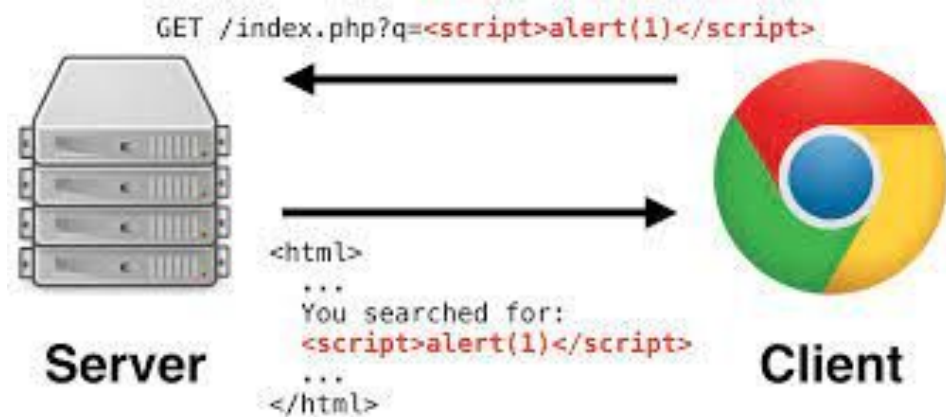 GET /index.php?q=<script>alert(1)</script>
<html>
...
You searched for:
<script>alert(1)</script>
...
</html>
Server
Client